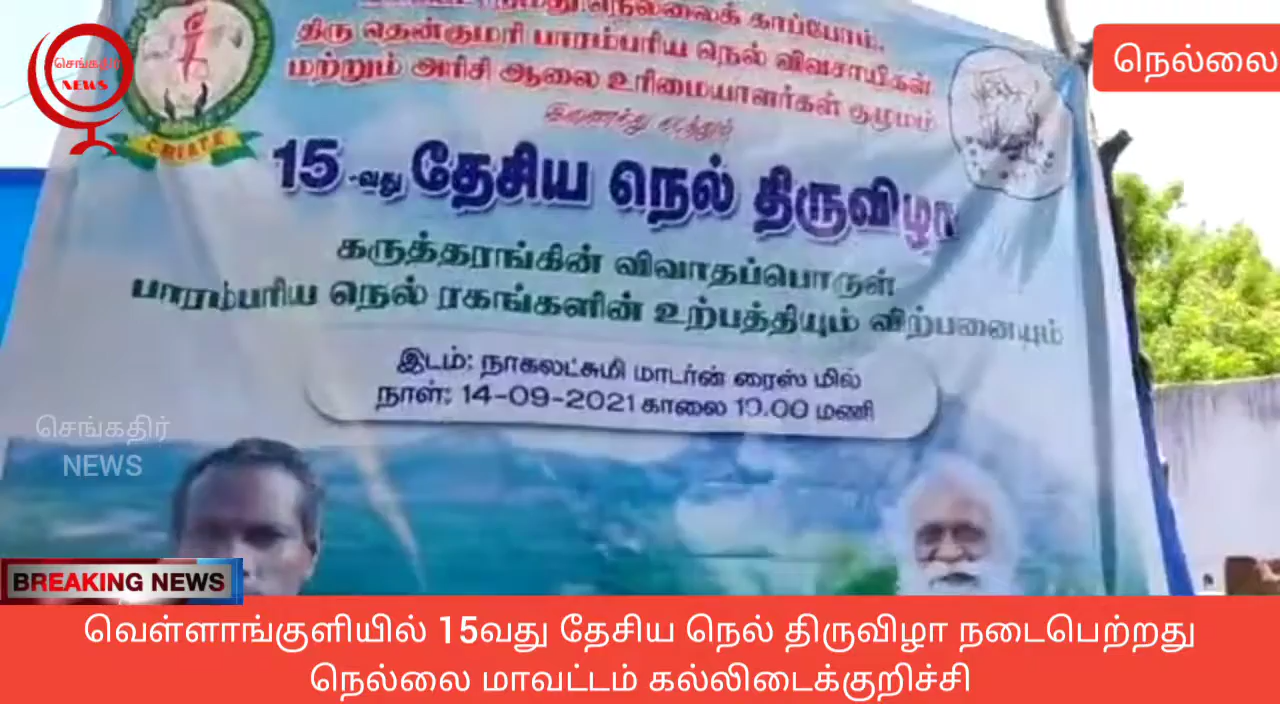 நெல்லைக் காப்போம்.
திரு தென்குமரி பாரம்பரிய நெல் விவசாயிகள்
மற்றும் அரிசி ஆலை உரிமையாளர்கள் குழுமம்
இணைந்து நடத்தும்
15-வது தேசிய நெல் திருவிழா
கருத்தரங்கின் விவாதப்பொருள்
பாரம்பரிய நெல் ரகங்களின் உற்பத்தியும் விற்பனையும்
இடம்: நாகலட்சுமி மாடர்ன் ரைஸ் மில்
நாள்: 14-09-2021 காலை 10.00 மணி
CREATE
செங்கதிர்
NEWS
நெல்லை
செங்கதிர்
NEWS
BREAKING NEWS
வெள்ளாங்குளியில் 15வது தேசிய நெல் திருவிழா நடைபெற்றது
நெல்லை மாவட்டம் கல்லிடைக்குறிச்சி